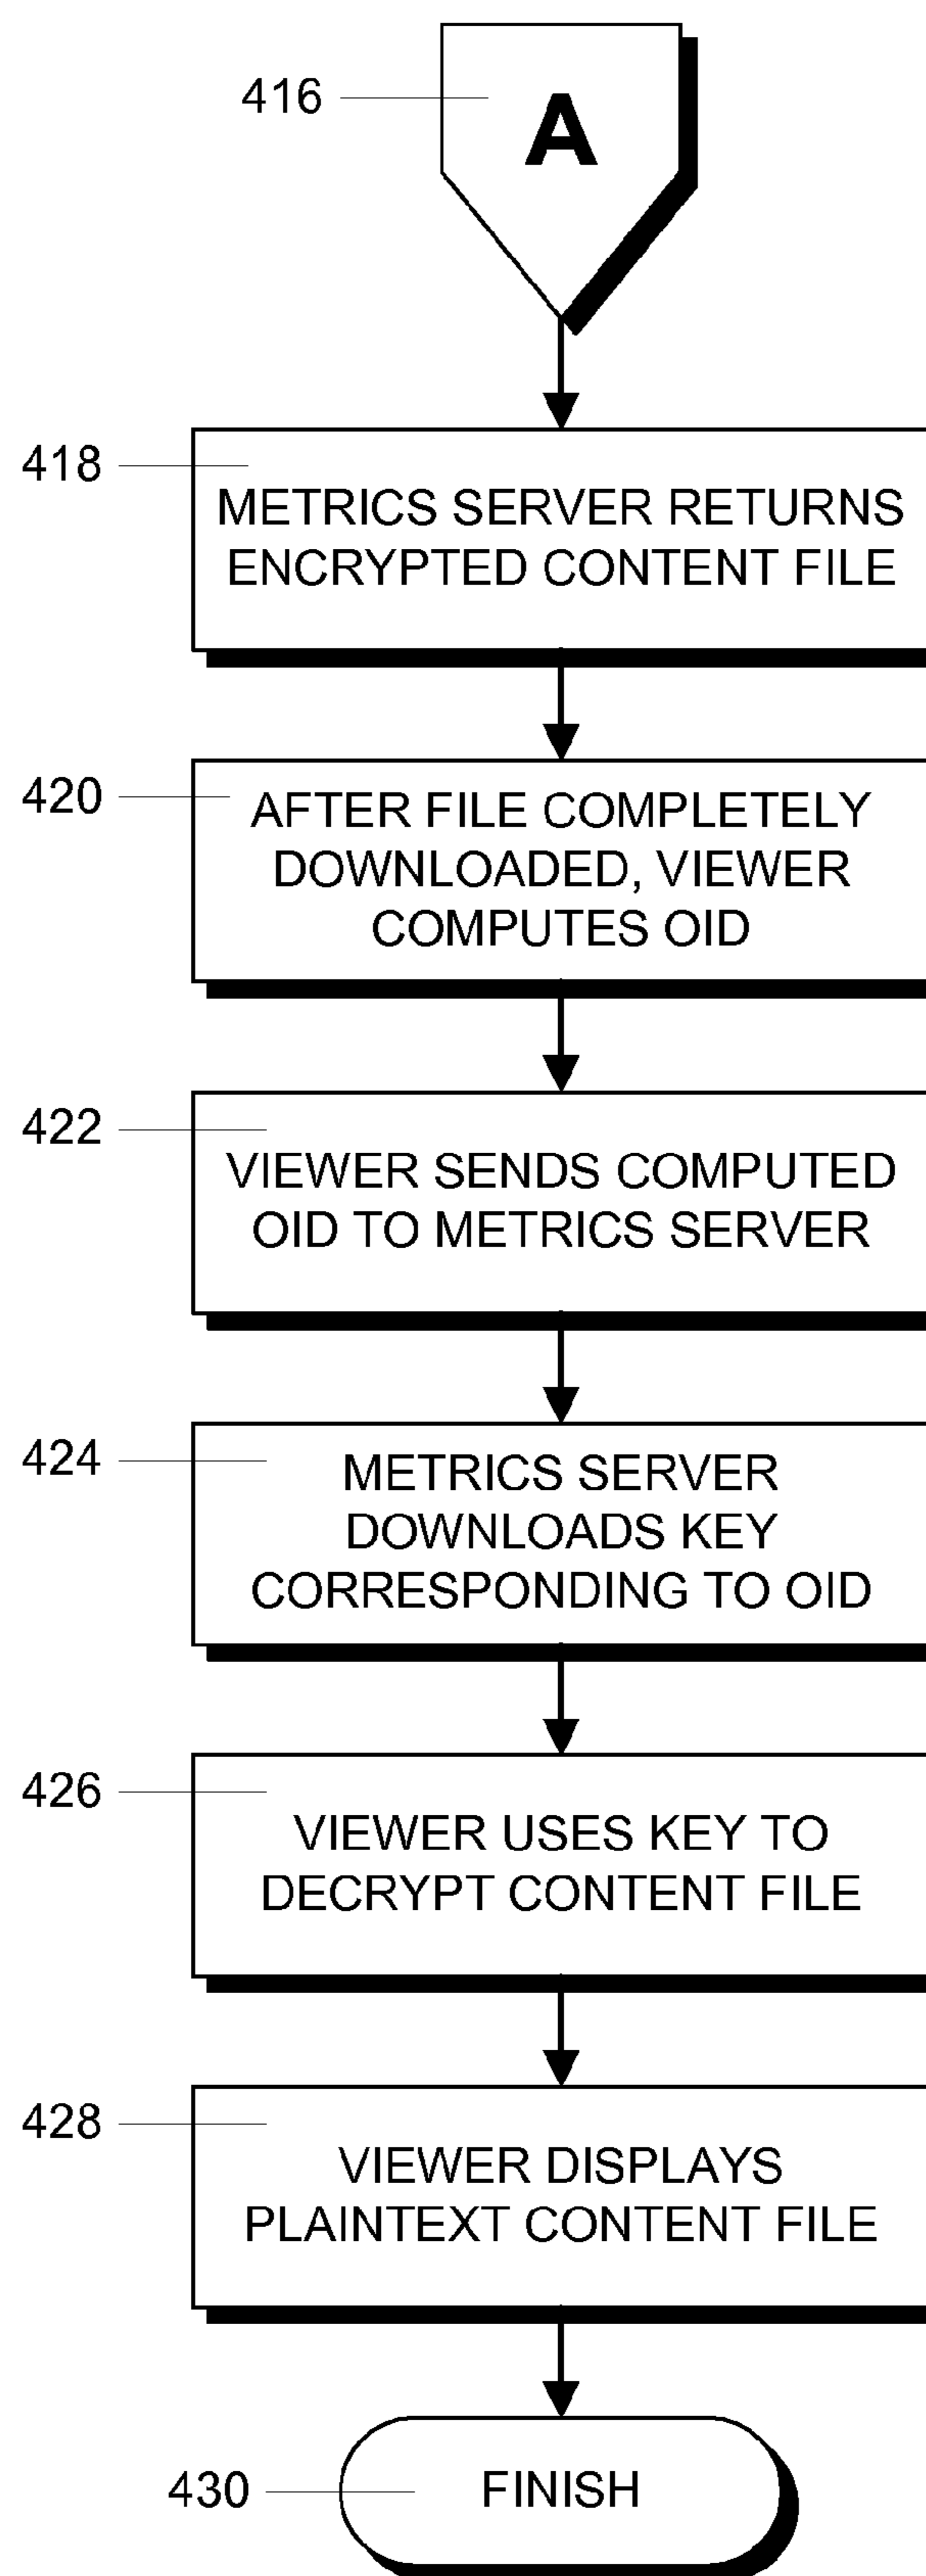 416
A
418
METRICS SERVER RETURNS
ENCRYPTED CONTENT FILE
420
AFTER FILE COMPLETELY
DOWNLOADED, VIEWER
COMPUTES OID
422
VIEWER SENDS COMPUTED
OID TO METRICS SERVER
424
METRICS SERVER
DOWNLOADS KEY
CORRESPONDING TO OID
426
VIEWER USES KEY TO
DECRYPT CONTENT FILE
428
VIEWER DISPLAYS
PLAINTEXT CONTENT FILE
430
FINISH